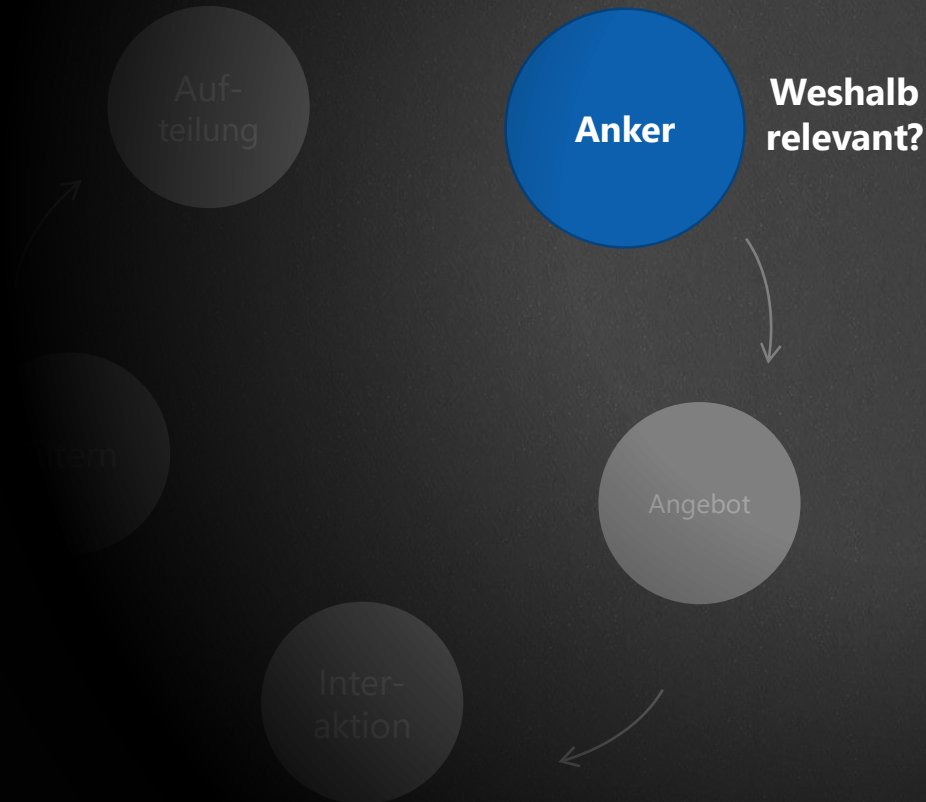 Auf-
teilung
Anker
Weshalb
relevant?
Angebot
Inter-
aktion